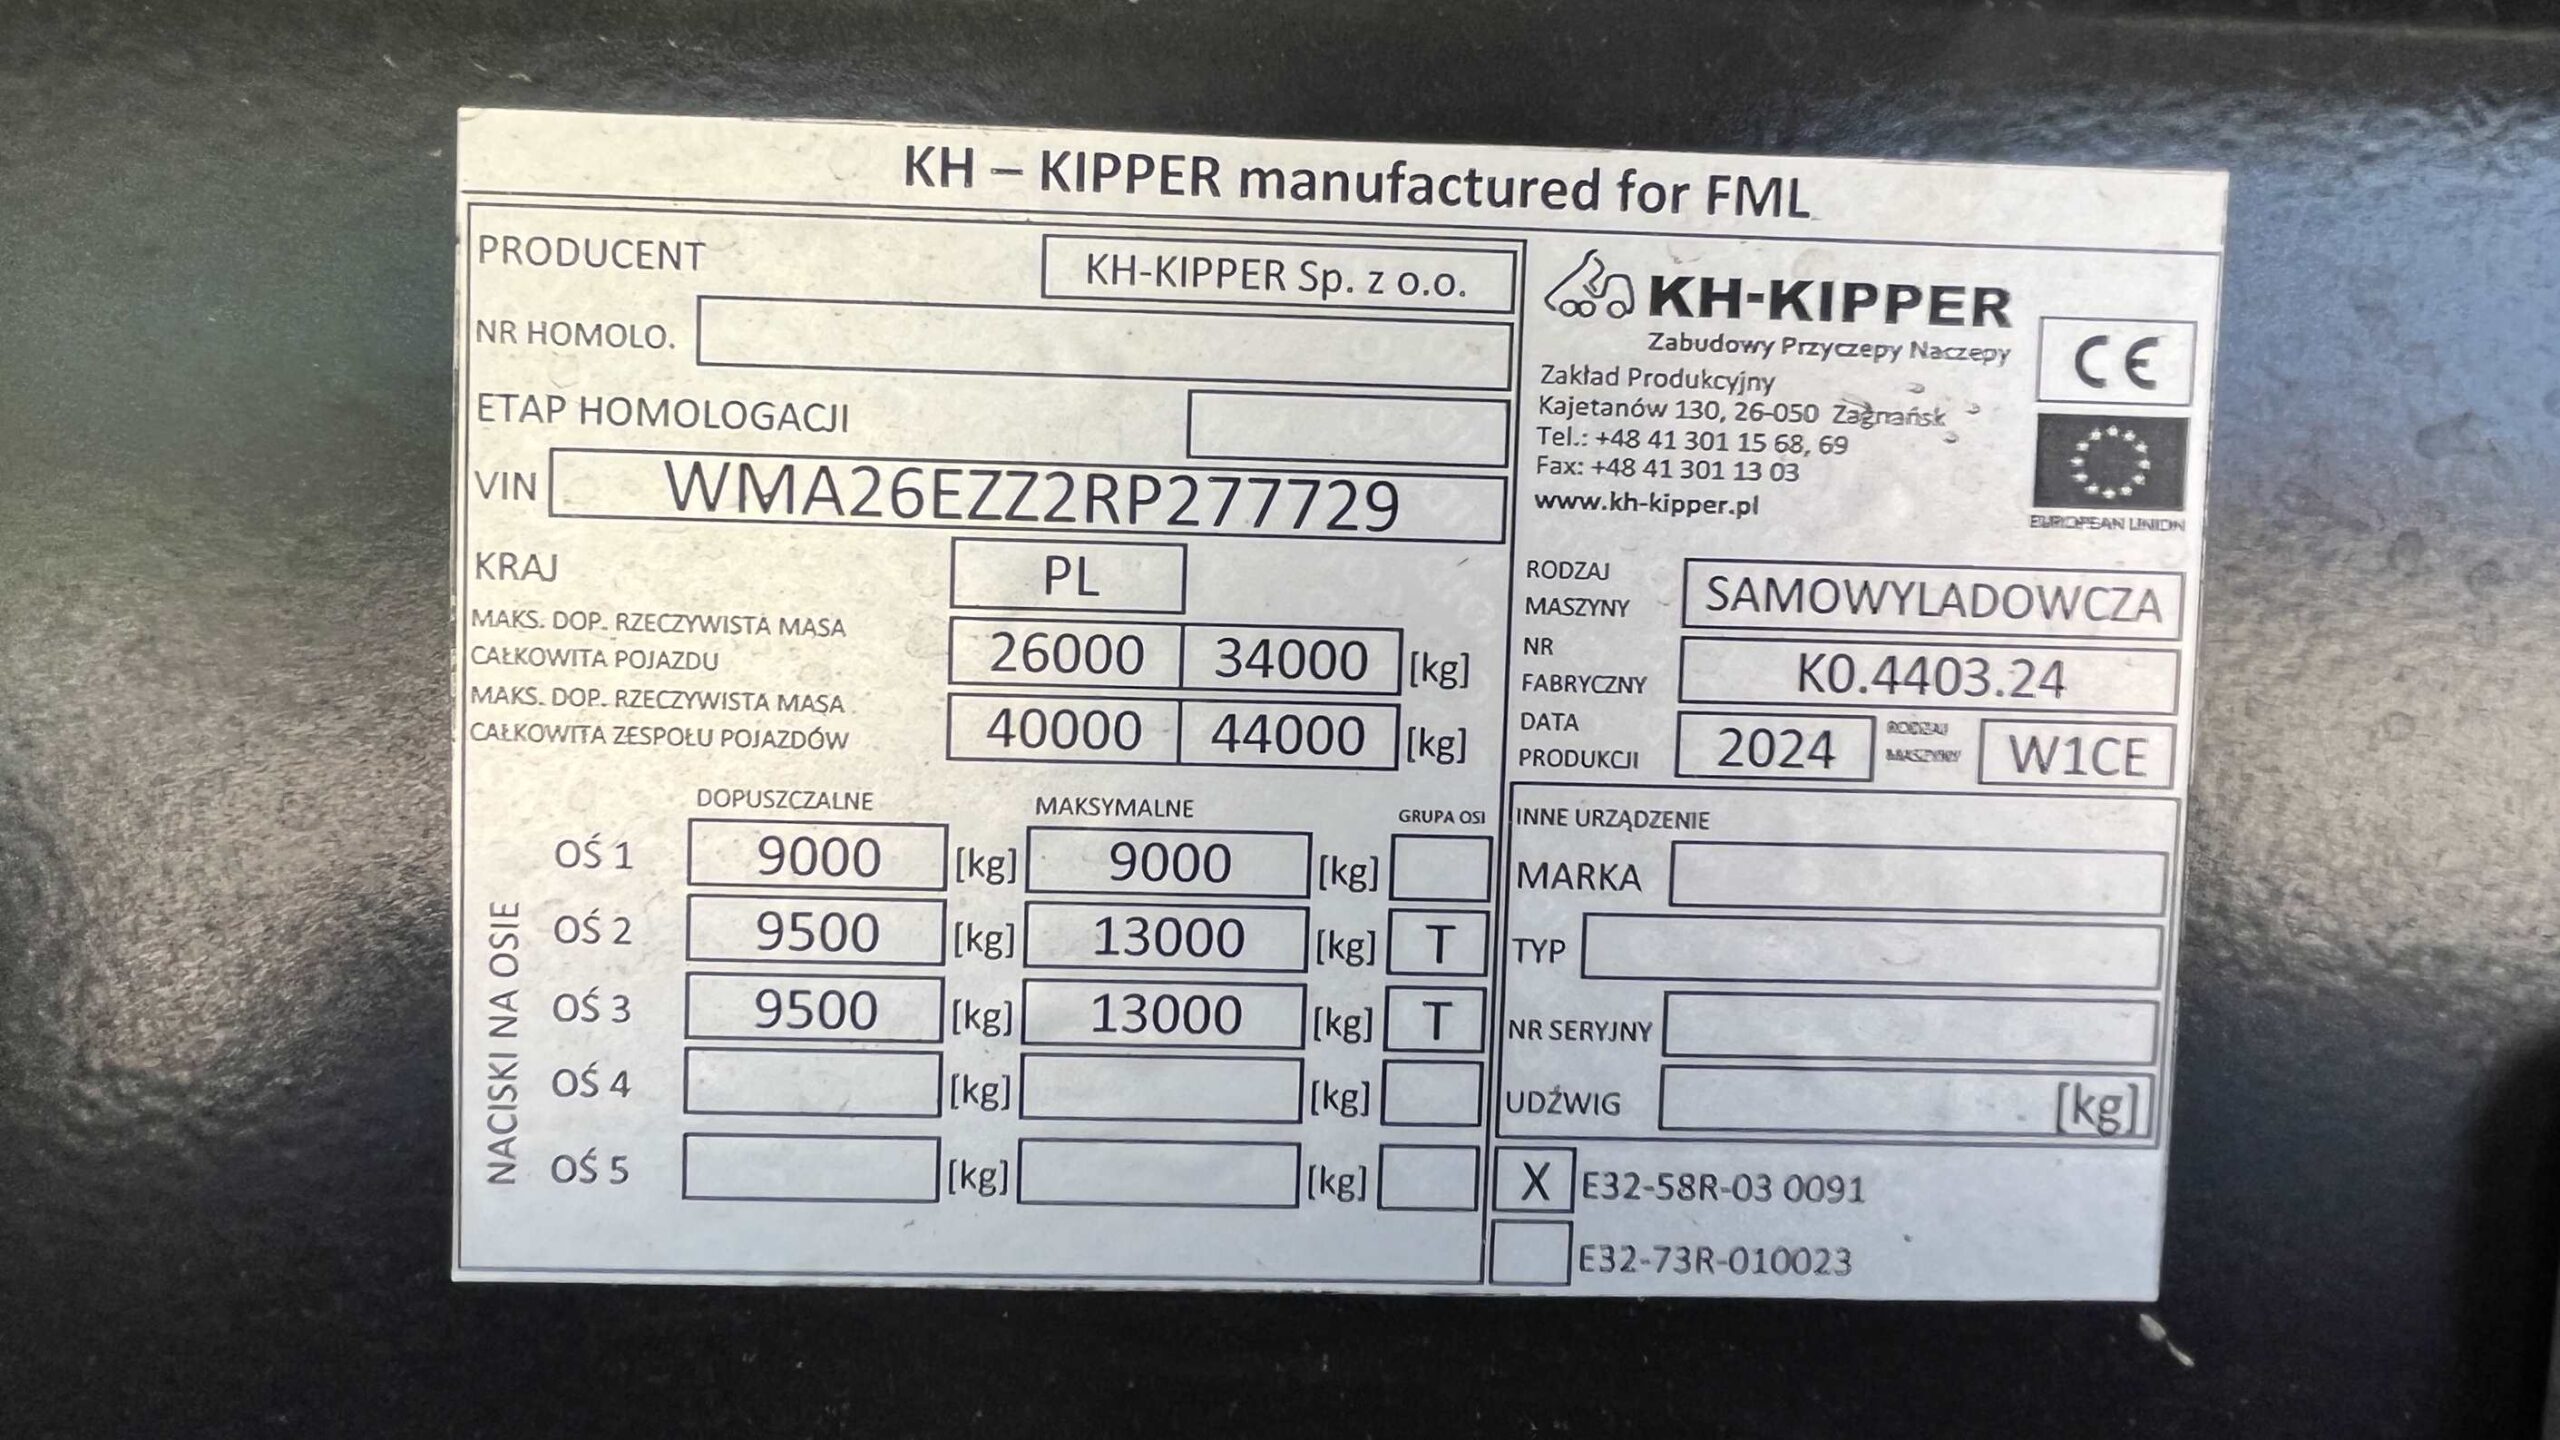 KH – KIPPER manufactured for FML
PRODUCENT KH-KIPPER Sp. z o.o.
NR HOMOLO.
ETAP HOMOLOGACJI
VIN WMA26EZZ2RP277729
KRAJ PL
MAKS. DOP. RZECZYWISTA MASA
CAŁKOWITA POJAZDU 26000 34000 [kg]
MAKS. DOP. RZECZYWISTA MASA
CAŁKOWITA ZESPOŁU POJAZDÓW 40000 44000 [kg]
DOPUSZCZALNE MAKSYMALNE GRUPA OSI
NACISKI NA OSIE
OŚ 1 9000 [kg] 9000 [kg]
OŚ 2 9500 [kg] 13000 [kg] T
OŚ 3 9500 [kg] 13000 [kg] T
OŚ 4 [kg] [kg]
OŚ 5 [kg] [kg]
KH-KIPPER
Zabudowy Przyczepy Naczepy
CE
Zakład Produkcyjny
Kajetanów 130, 26-050 Zagnańsk
Tel.: +48 41 301 15 68, 69
Fax: +48 41 301 13 03
www.kh-kipper.pl
EUROPEAN UNION
RODZAJ
MASZYNY SAMOWYLADOWCZA
NR
FABRYCZNY K0.4403.24
DATA
PRODUKCJI 2024
RODZAJ
MASZYNY W1CE
INNE URZĄDZENIE
MARKA
TYP
NR SERYJNY
UDŹWIG [kg]
X E32-58R-03 0091
E32-73R-010023